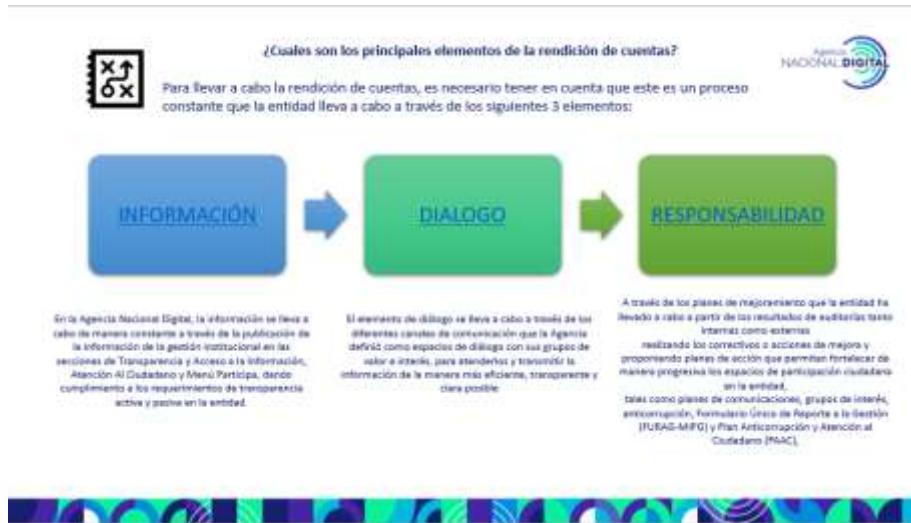 ¿Cuales son los principales elementos de la rendición de cuentas?
Agencia
NACIONAL DIGITAL
Para llevar a cabo la rendición de cuentas, es necesario tener en cuenta que este es un proceso
constante que la entidad lleva a cabo a través de los siguientes 3 elementos:
INFORMACIÓN
DIALOGO
RESPONSABILIDAD
En la Agencia Nacional Digital, la información se lleva a
cabo de manera constante a través de la publicación de
la información de la gestión institucional en las
secciones de Transparencia y Acceso a la Información,
Atención Al Ciudadano y Menú Participa, dando
cumplimiento a los requerimientos de transparencia
activa y pasiva en la entidad.
El elemento de diálogo se lleva a cabo a través de los
diferentes canales de comunicación que la Agencia
definió como espacios de diálogo con sus grupos de
valor e interés, para atenderlos y transmitir la
información de la manera más eficiente, transparente y
clara posible
A través de los planes de mejoramiento que la entidad ha
llevado a cabo a partir de los resultados de auditorías tanto
internas como externas
realizando los correctivos o acciones de mejora y
proponiendo planes de acción que permitan fortalecer de
manera progresiva los espacios de participación ciudadana
en la entidad,
tales como planes de comunicaciones, grupos de interés,
anticorrupción, Formulario Único de Reporte a la Gestión
(FURAG-MIPG) y Plan Anticorrupción y Atención al
Ciudadano (PAAC),